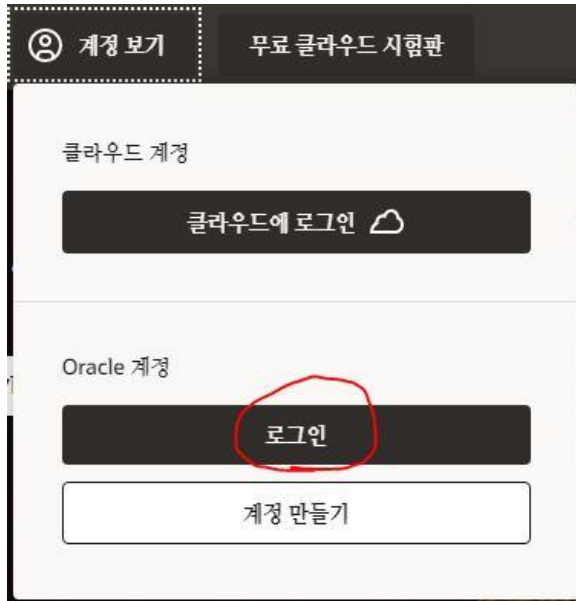 계정 보기
무료 클라우드 시험판
클라우드 계정
클라우드에 로그인
Oracle 계정
로그인
계정 만들기